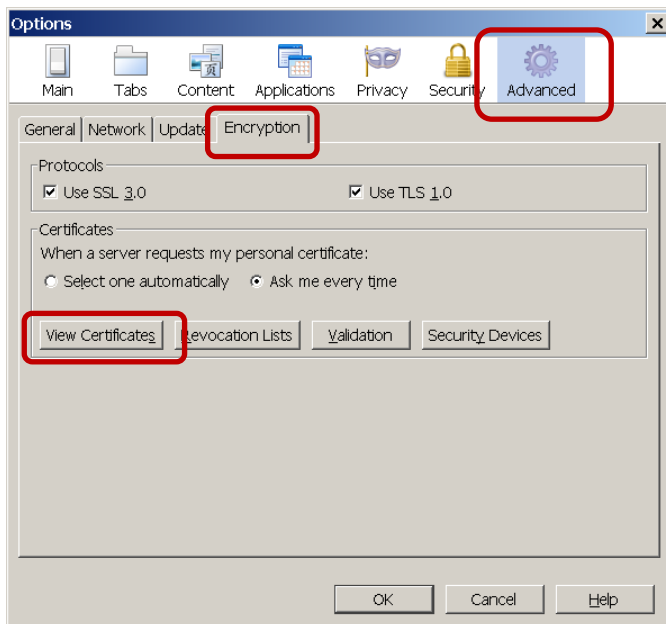 Options
Main Tabs Content Applications Privacy Security Advanced
General Network Update Encryption
Protocols
Use SSL 3.0 Use TLS 1.0
Certificates
When a server requests my personal certificate:
Select one automatically Ask me every time
View Certificates Revocation Lists Validation Security Devices
OK Cancel Help